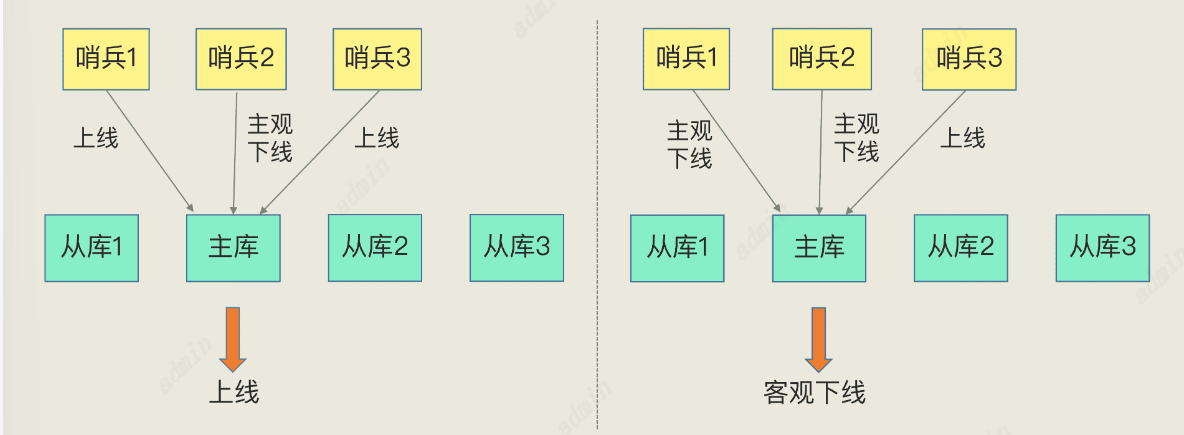 哨兵1
哨兵2
哨兵3
上线
主观
下线
上线
从库1
主库
从库2
从库3
上线
哨兵1
哨兵2
哨兵3
主观
下线
主观
下线
上线
从库1
主库
从库2
从库3
客观下线
admin
admin
admin
admin
admin
admin
admin